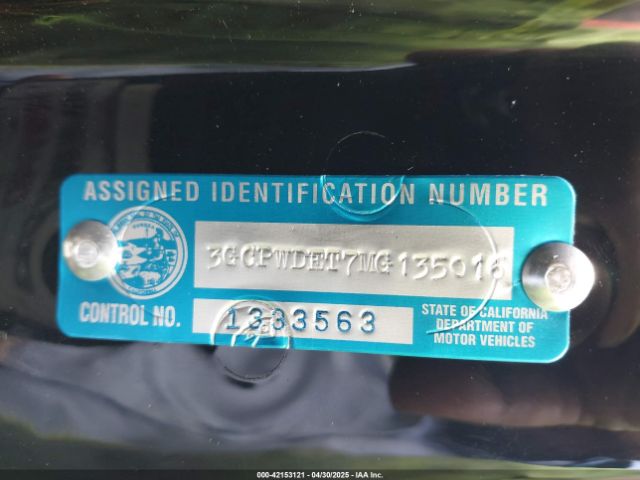 ASSIGNED IDENTIFICATION NUMBER
3GCPWDET7MG135016
CONTROL NO.
1333563
STATE OF CALIFORNIA
DEPARTMENT OF
MOTOR VEHICLES
000-42153121 - 04/30/2025 - IAA Inc.